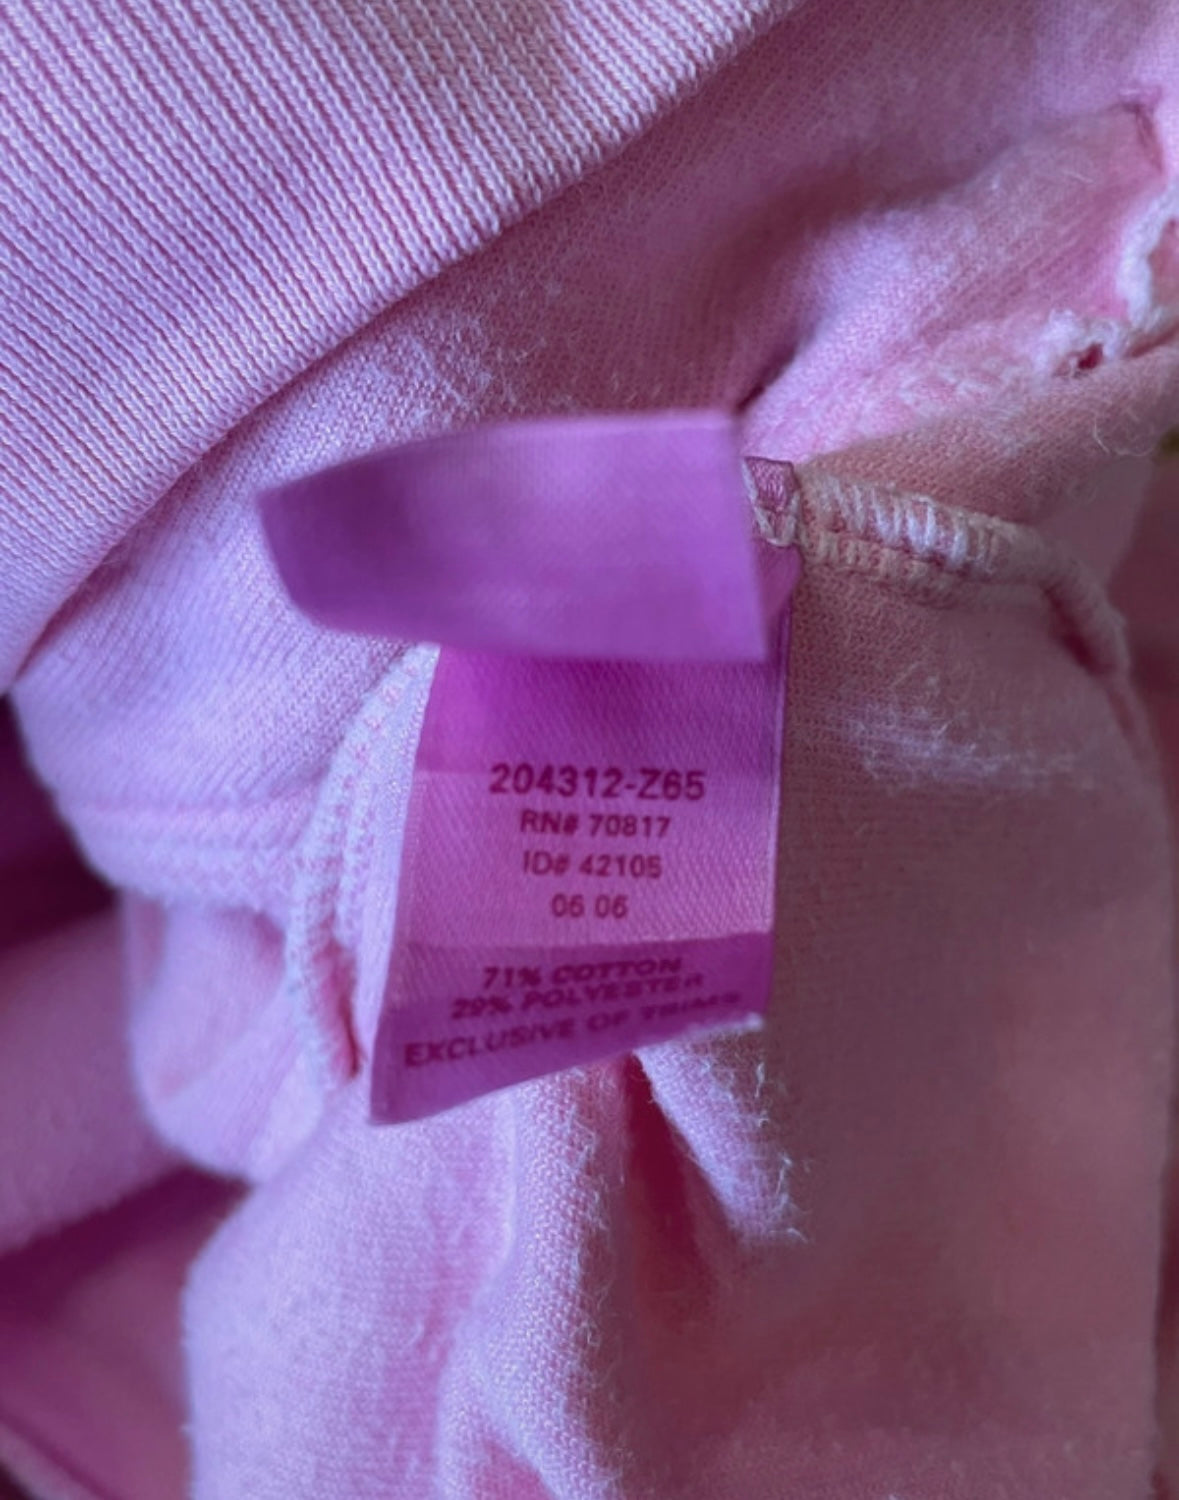 204312-Z65
RN# 70817
ID# 42105
06 06
71% COTTON
29% POLYESTER
EXCLUSIVE OF TRIMS